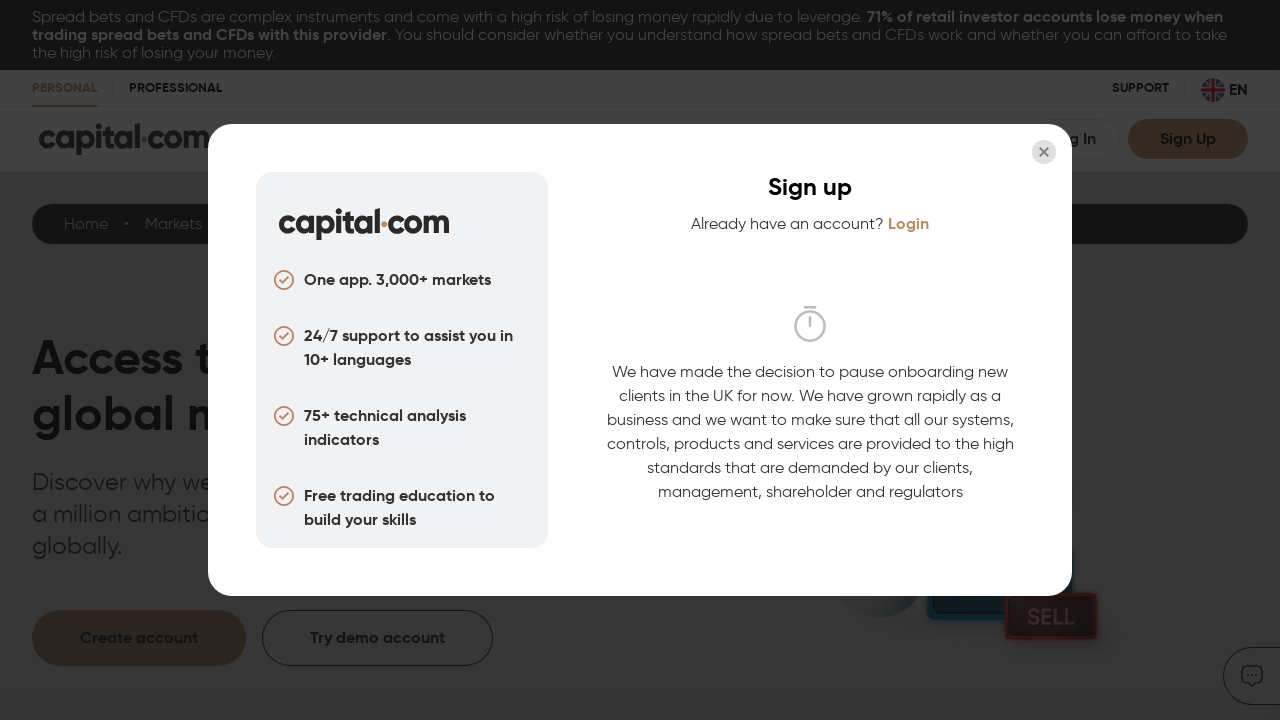 Spread bets and CFDs are complex instruments and come with a high risk of losing money rapidly due to leverage. 71% of retail investor accounts lose money when
trading spread bets and CFDs with this provider. You should consider whether you understand how spread bets and CFDs work and whether you can afford to take
the high risk of losing your money.
PERSONAL PROFESSIONAL SUPPORT EN
capital.com g In Sign Up
Home • Markets
Access t
global m
Discover why we
a million ambitio
globally.
Create account Try demo account
SELL
capital.com
One app. 3,000+ markets
24/7 support to assist you in
10+ languages
75+ technical analysis
indicators
Free trading education to
build your skills
Sign up
Already have an account? Login
We have made the decision to pause onboarding new
clients in the UK for now. We have grown rapidly as a
business and we want to make sure that all our systems,
controls, products and services are provided to the high
standards that are demanded by our clients,
management, shareholder and regulators